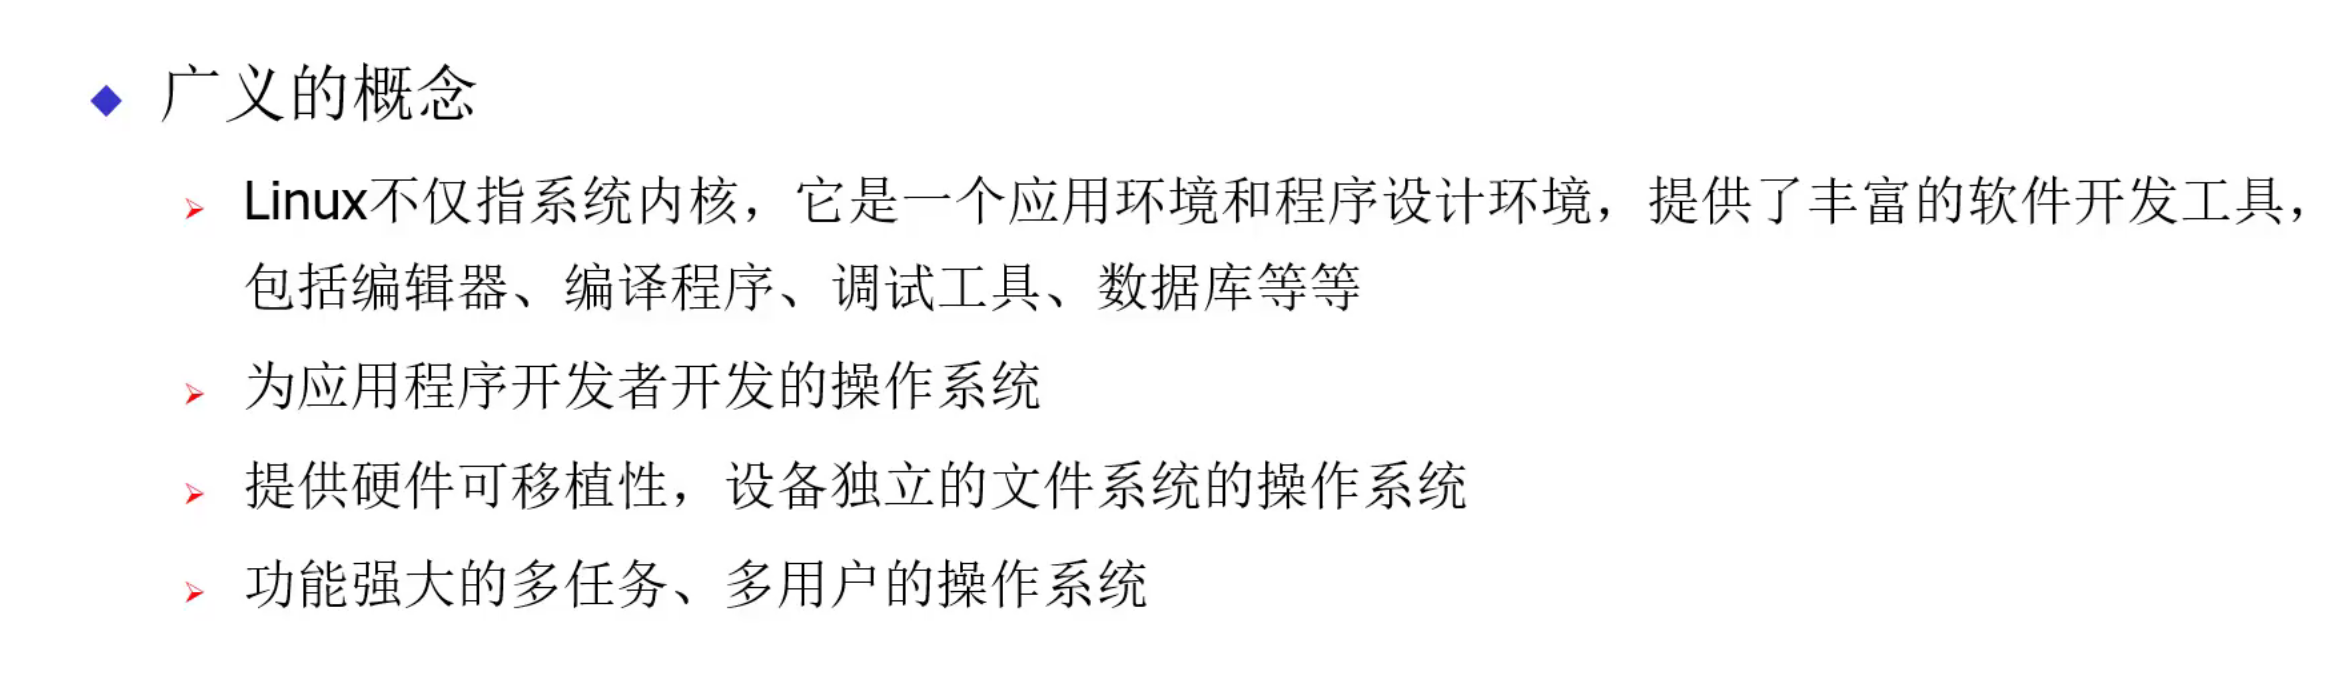 广义的概念
Linux不仅指系统内核，它是一个应用环境和程序设计环境，提供了丰富的软件开发工具，
包括编辑器、编译程序、调试工具、数据库等等
为应用程序开发者开发的操作系统
提供硬件可移植性，设备独立的文件系统的操作系统
功能强大的多任务、多用户的操作系统